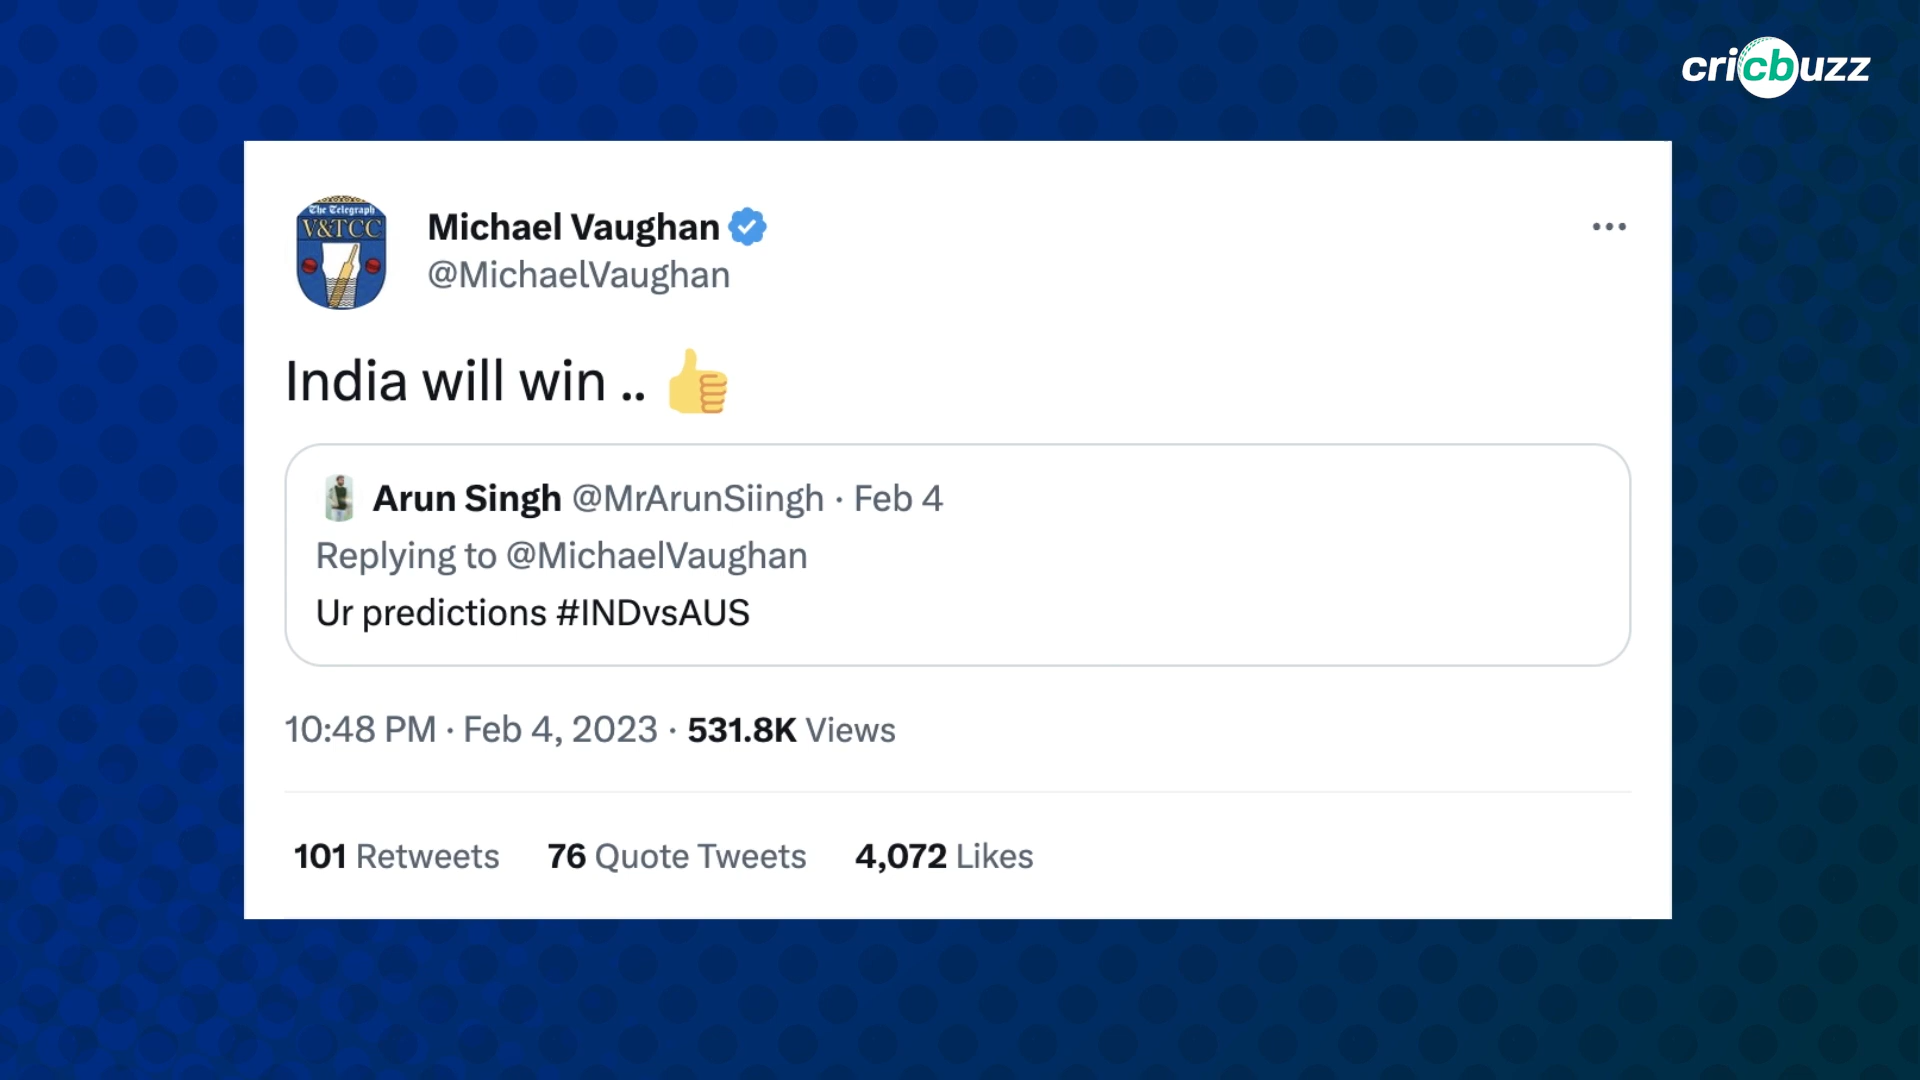 cricbuzz
The Telegraph
V&TCC
Michael Vaughan
@MichaelVaughan
India will win .. 👍
Arun Singh @MrArunSiingh · Feb 4
Replying to @MichaelVaughan
Ur predictions #INDvsAUS
10:48 PM · Feb 4, 2023 · 531.8K Views
101 Retweets 76 Quote Tweets 4,072 Likes